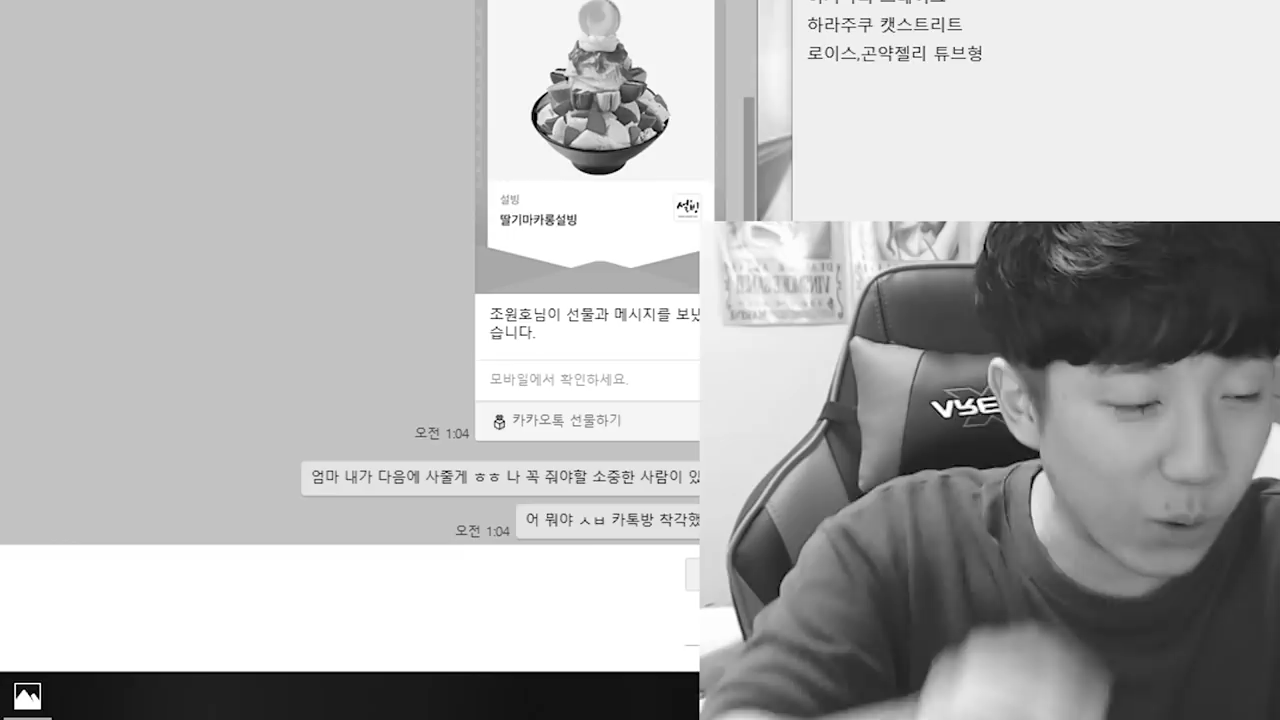 하라주쿠 캣스트리트
로이스,곤약젤리 튜브형
설빙
설빙
딸기마카롱설빙
조원호님이 선물과 메시지를 보냈
습니다.
모바일에서 확인하세요.
카카오톡 선물하기
오전 1:04
엄마 내가 다음에 사줄게 ㅎㅎ 나 꼭 줘야할 소중한 사람이 있
어 뭐야 ㅅㅂ 카톡방 착각했
오전 1:04